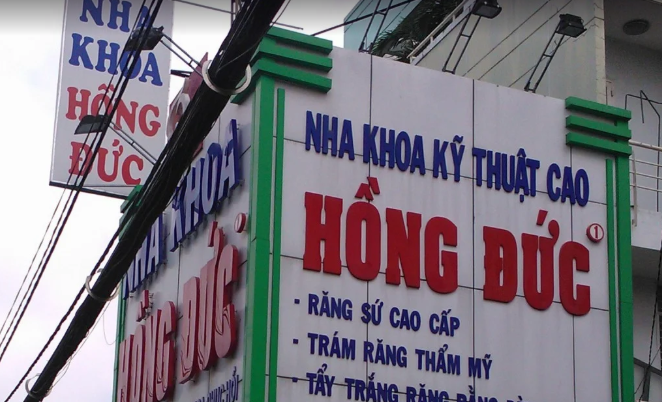 NHA
KHOA
HỒNG
ĐỨC
NHA KHOA
HỒNG ĐỨC
NHA KHOA KỸ THUẬT CAO
HỒNG ĐỨC 1
- RĂNG SỨ CAO CẤP
- TRÁM RĂNG THẨM MỸ
- TẨY TRẮNG RĂNG BẰNG